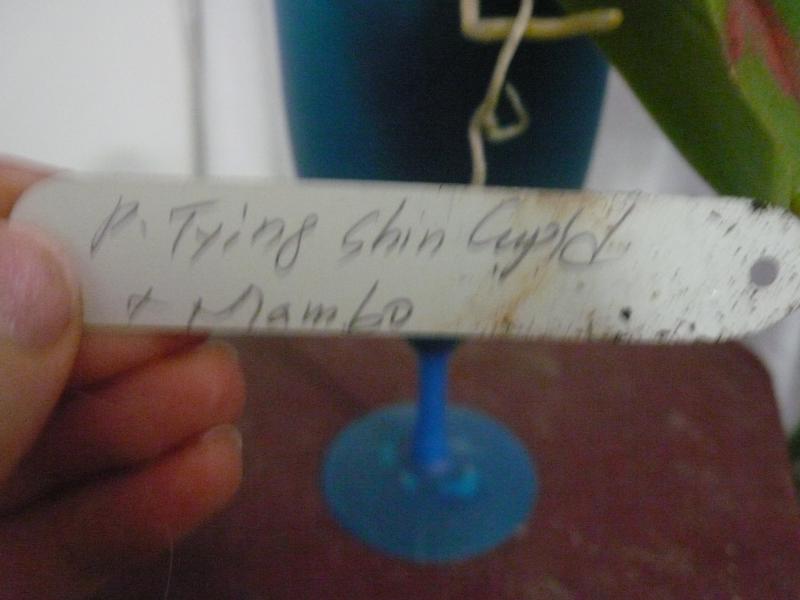 P. Tying Shin Cupid
x Mambo